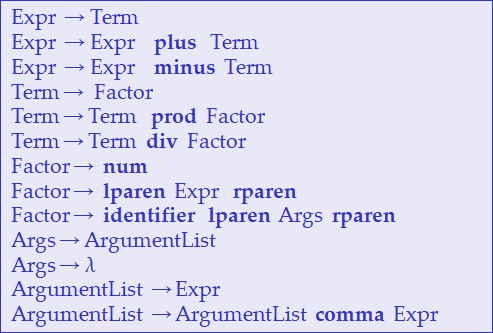 Expr → Term
Expr → Expr plus Term
Expr → Expr minus Term
Term → Factor
Term → Term prod Factor
Term → Term div Factor
Factor → num
Factor → lparen Expr rparen
Factor → identifier lparen Args rparen
Args → ArgumentList
Args → λ
ArgumentList → Expr
ArgumentList → ArgumentList comma Expr